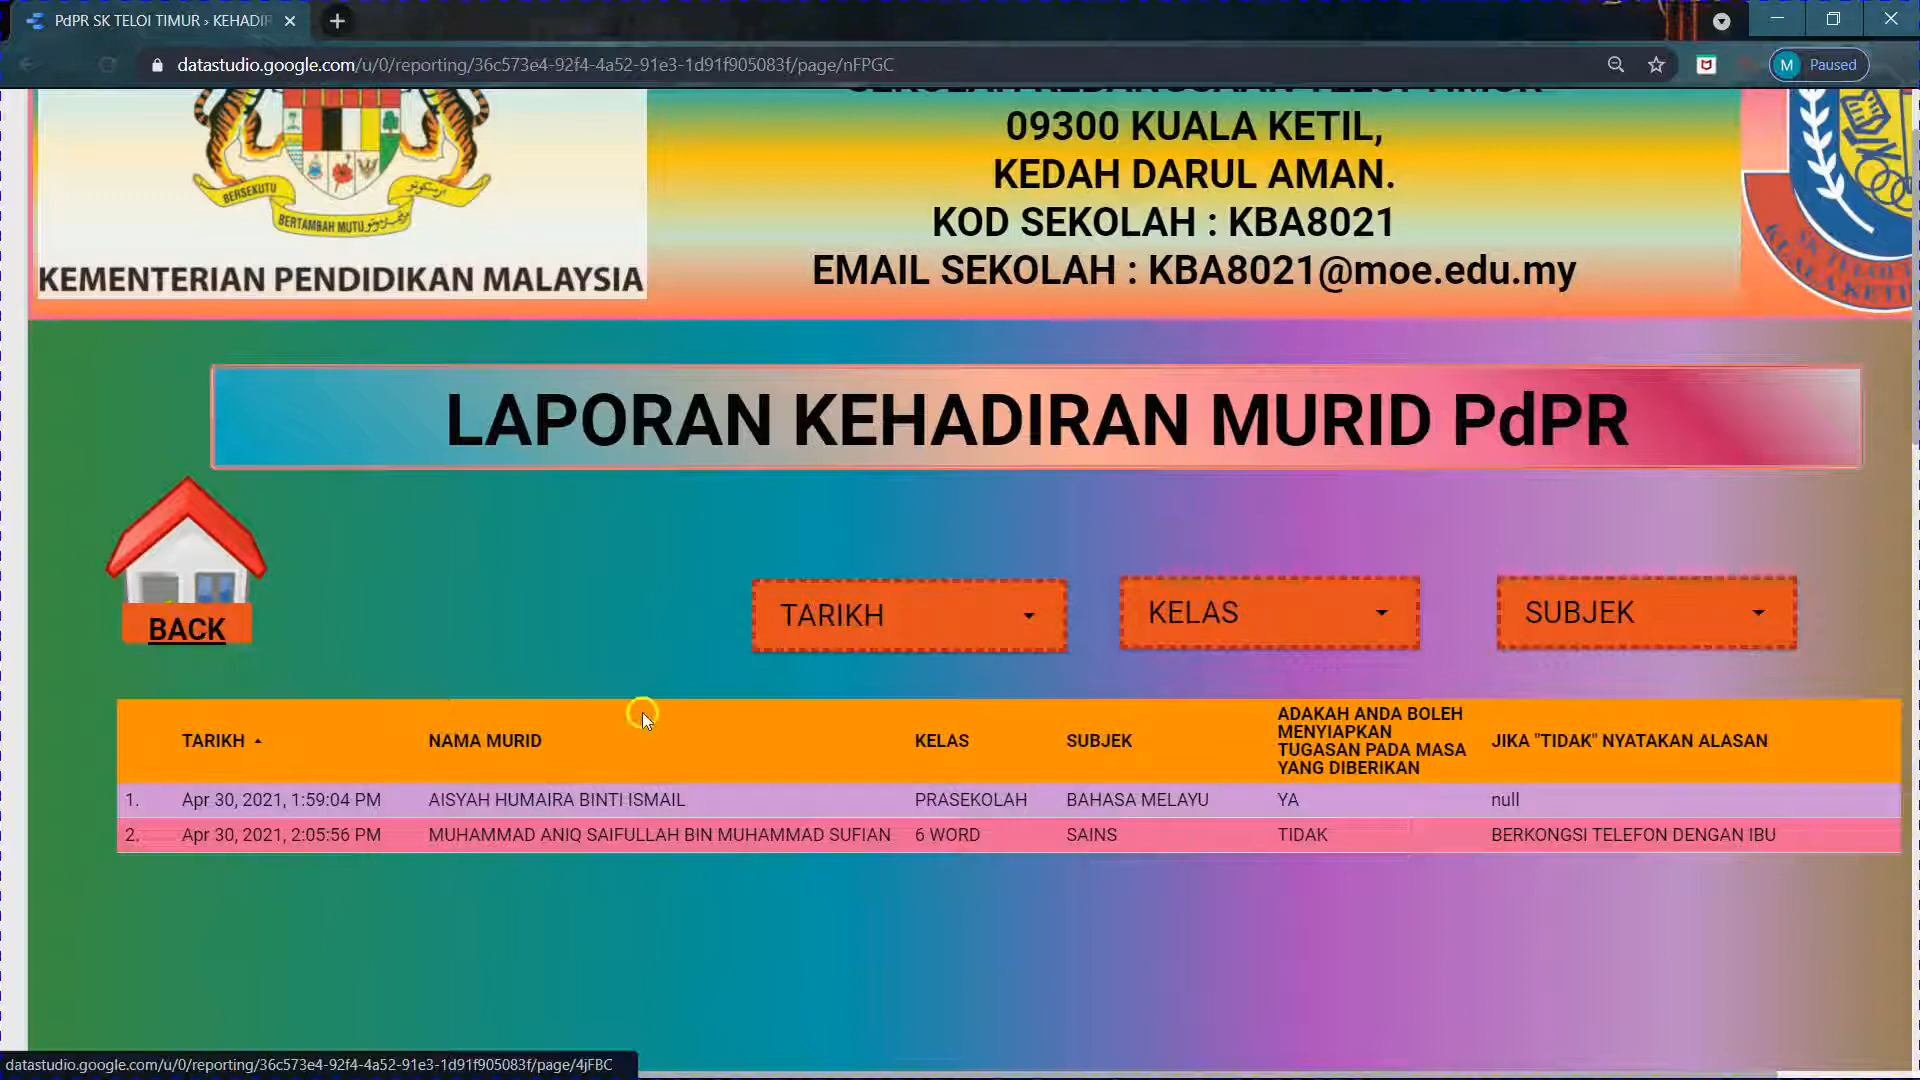 PdPR SK TELOI TIMUR › KEHADIR
datastudio.google.com/u/0/reporting/36c573e4-92f4-4a52-91e3-1d91f905083f/page/nFPGC
M Paused
09300 KUALA KETIL,
KEDAH DARUL AMAN.
KOD SEKOLAH : KBA8021
EMAIL SEKOLAH : KBA8021@moe.edu.my
BERSEKUTU
BERTAMBAH MUTU
KEMENTERIAN PENDIDIKAN MALAYSIA
LAPORAN KEHADIRAN MURID PdPR
BACK
TARIKH
KELAS
SUBJEK
TARIKH NAMA MURID KELAS SUBJEK ADAKAH ANDA BOLEH MENYIAPKAN TUGASAN PADA MASA YANG DIBERIKAN JIKA "TIDAK" NYATAKAN ALASAN
1. Apr 30, 2021, 1:59:04 PM AISYAH HUMAIRA BINTI ISMAIL PRASEKOLAH BAHASA MELAYU YA null
2. Apr 30, 2021, 2:05:56 PM MUHAMMAD ANIQ SAIFULLAH BIN MUHAMMAD SUFIAN 6 WORD SAINS TIDAK BERKONGSI TELEFON DENGAN IBU
datastudio.google.com/u/0/reporting/36c573e4-92f4-4a52-91e3-1d91f905083f/page/4jFBC